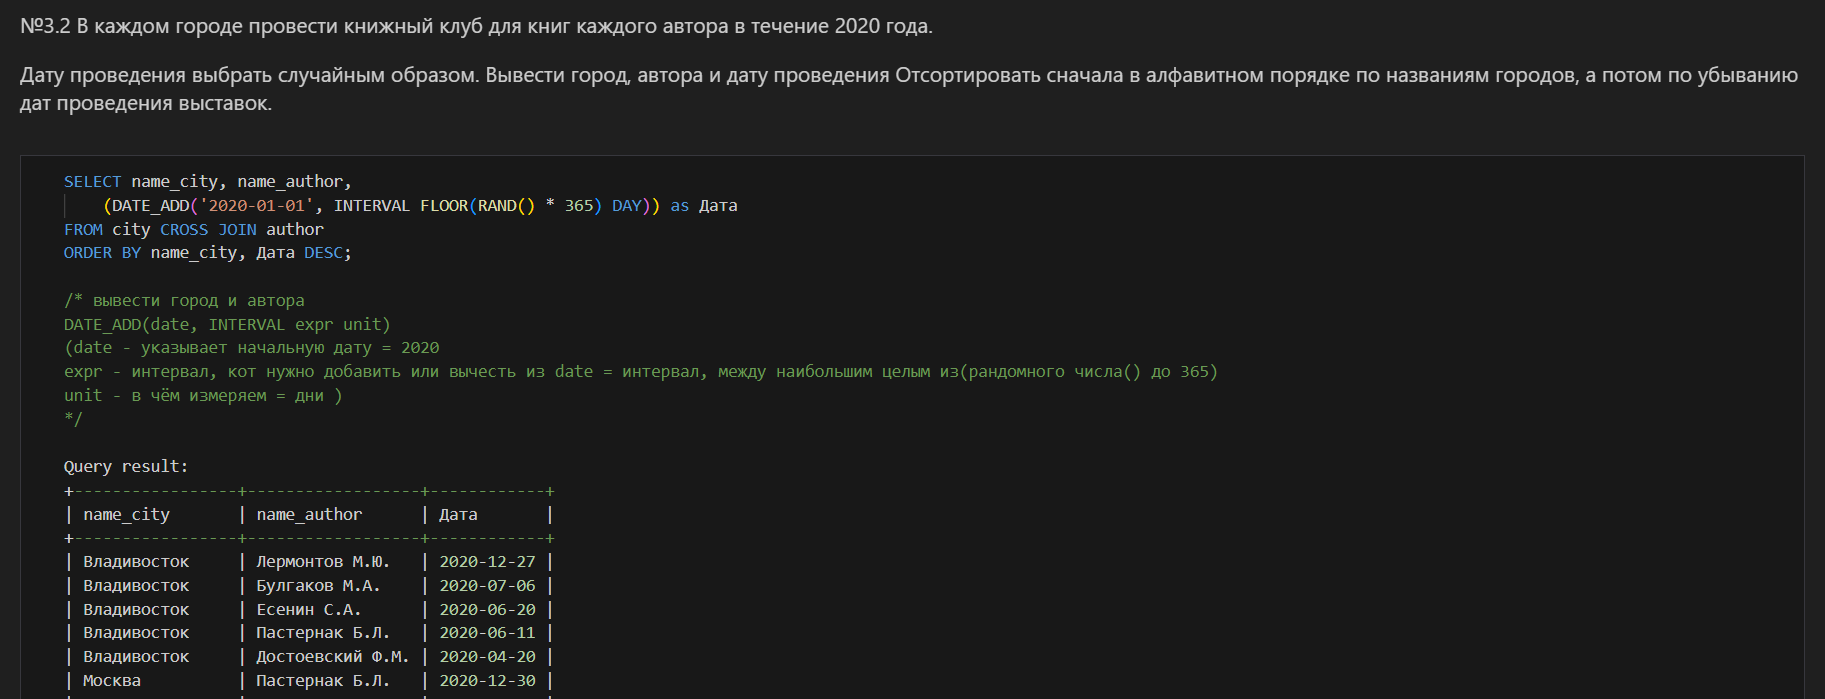 №3.2 В каждом городе провести книжный клуб для книг каждого автора в течение 2020 года.
Дату проведения выбрать случайным образом. Вывести город, автора и дату проведения Отсортировать сначала в алфавитном порядке по названиям городов, а потом по убыванию
дат проведения выставок.
SELECT name_city, name_author,
(DATE_ADD('2020-01-01', INTERVAL FLOOR(RAND() * 365) DAY)) as Дата
FROM city CROSS JOIN author
ORDER BY name_city, Дата DESC;
/* вывести город и автора
DATE_ADD(date, INTERVAL expr unit)
(date - указывает начальную дату = 2020
expr - интервал, кот нужно добавить или вычесть из date = интервал, между наибольшим целым из(рандомного числа() до 365)
unit - в чём измеряем = дни )
*/
Query result:
+-----------------+------------------+------------+
| name_city | name_author | Дата |
+-----------------+------------------+------------+
| Владивосток | Лермонтов М.Ю. | 2020-12-27 |
| Владивосток | Булгаков М.А. | 2020-07-06 |
| Владивосток | Есенин С.А. | 2020-06-20 |
| Владивосток | Пастернак Б.Л. | 2020-06-11 |
| Владивосток | Достоевский Ф.М. | 2020-04-20 |
| Москва | Пастернак Б.Л. | 2020-12-30 |